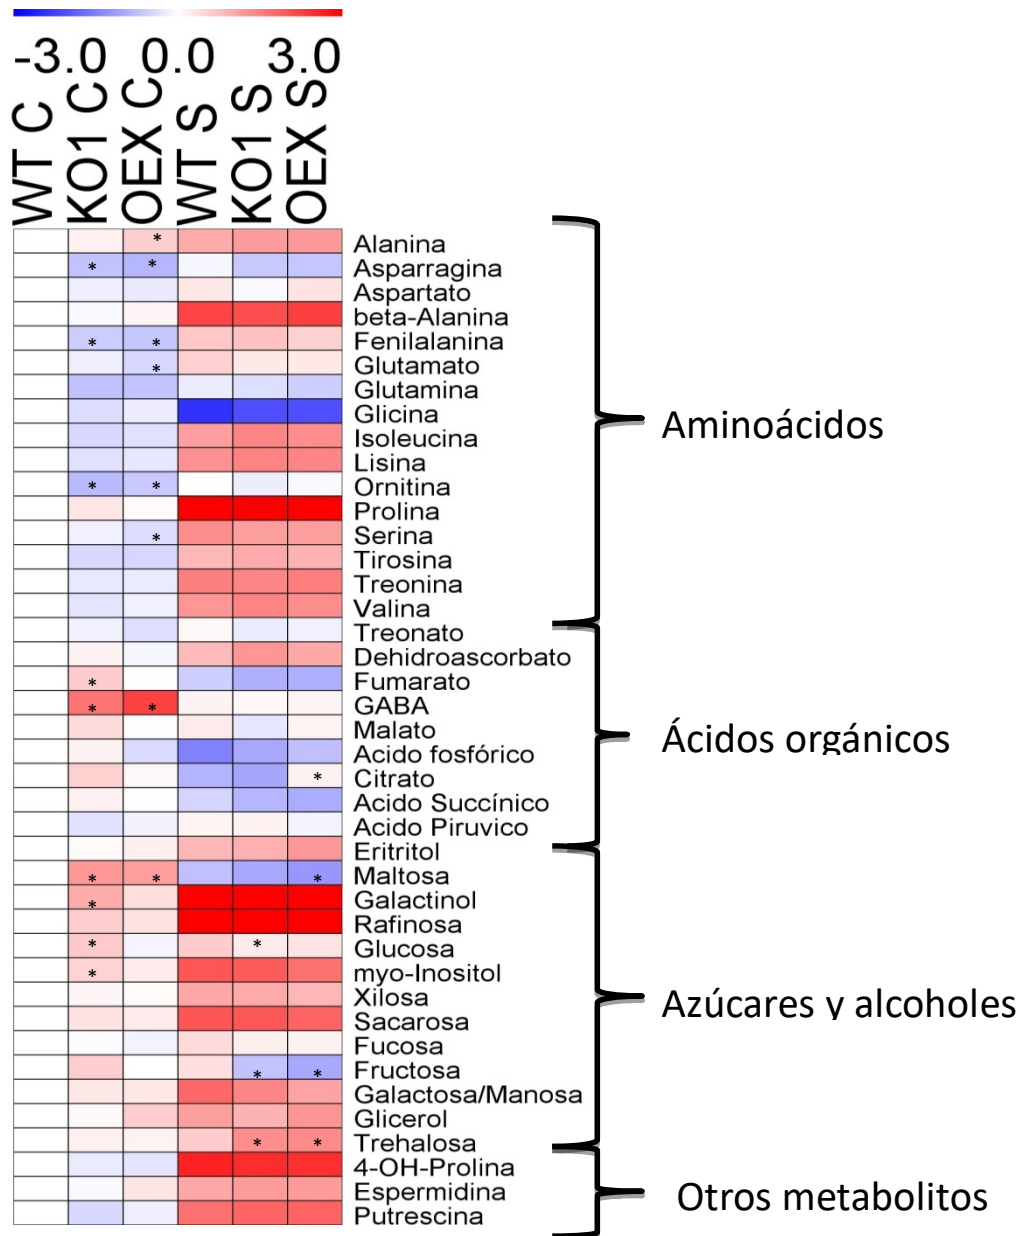 -3.0 0.0 3.0
WT C
KO1 C
OEX C
WT S
KO1 S
OEX S
* Alanina
* * Asparragina
Aspartato
beta-Alanina
* * Fenilalanina
* Glutamato
Glutamina
Glicina
Isoleucina
Lisina
* * Ornitina
Prolina
* Serina
Tirosina
Treonina
Valina
Treonato
Dehidroascorbato
* Fumarato
* * GABA
Malato
Acido fosfórico
* Citrato
Acido Succínico
Acido Piruvico
Eritritol
* * * Maltosa
* Galactinol
Rafinosa
* * Glucosa
* myo-Inositol
Xilosa
Sacarosa
Fucosa
* * Fructosa
Galactosa/Manosa
Glicerol
* * Trehalosa
4-OH-Prolina
Espermidina
Putrescina
Aminoácidos
Ácidos orgánicos
Azúcares y alcoholes
Otros metabolitos